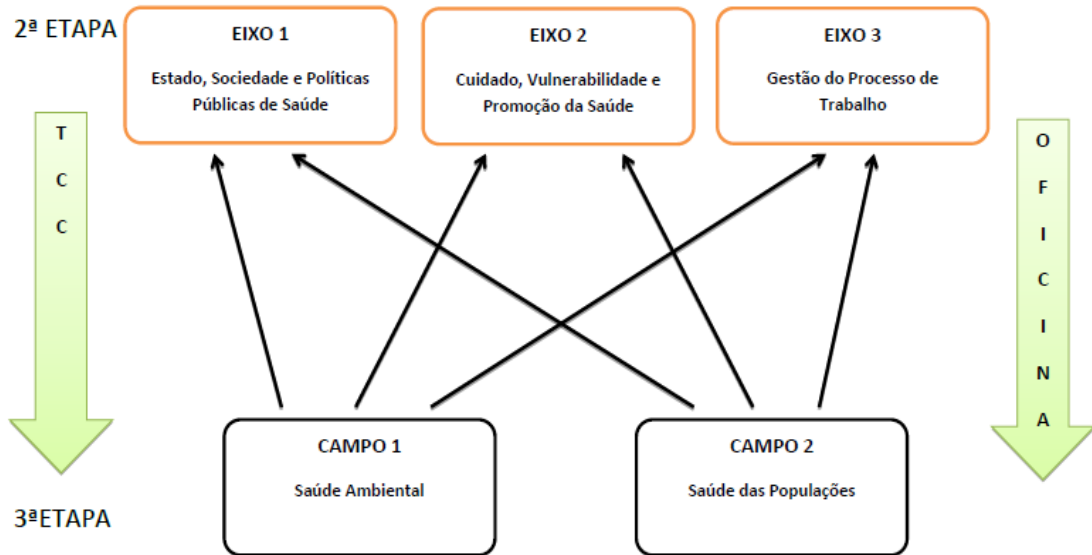 2ª ETAPA
EIXO 1
Estado, Sociedade e Políticas
Públicas de Saúde
EIXO 2
Cuidado, Vulnerabilidade e
Promoção da Saúde
EIXO 3
Gestão do Processo de
Trabalho
T
C
C
O
F
I
C
I
N
A
CAMPO 1
Saúde Ambiental
CAMPO 2
Saúde das Populações
3ªETAPA